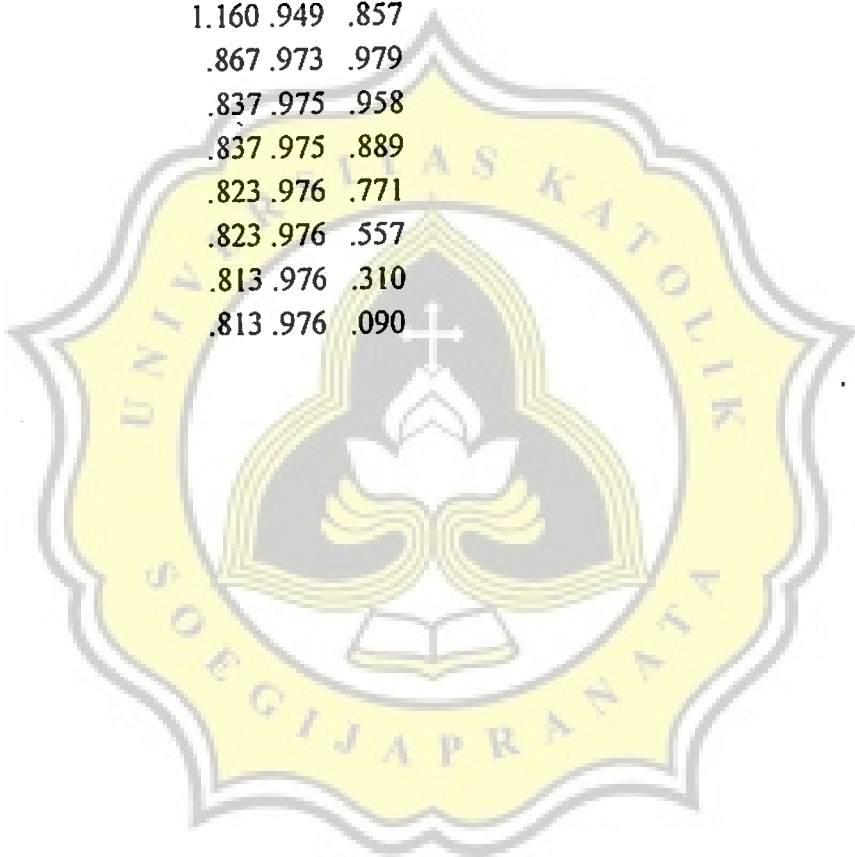 1.160 .949 .857
.867 .973 .979
.837 .975 .958
.837 .975 .889
.823 .976 .771
.823 .976 .557
.813 .976 .310
.813 .976 .090
UNIVERSITAS KATOLIK
SOEGIJAPRANATA